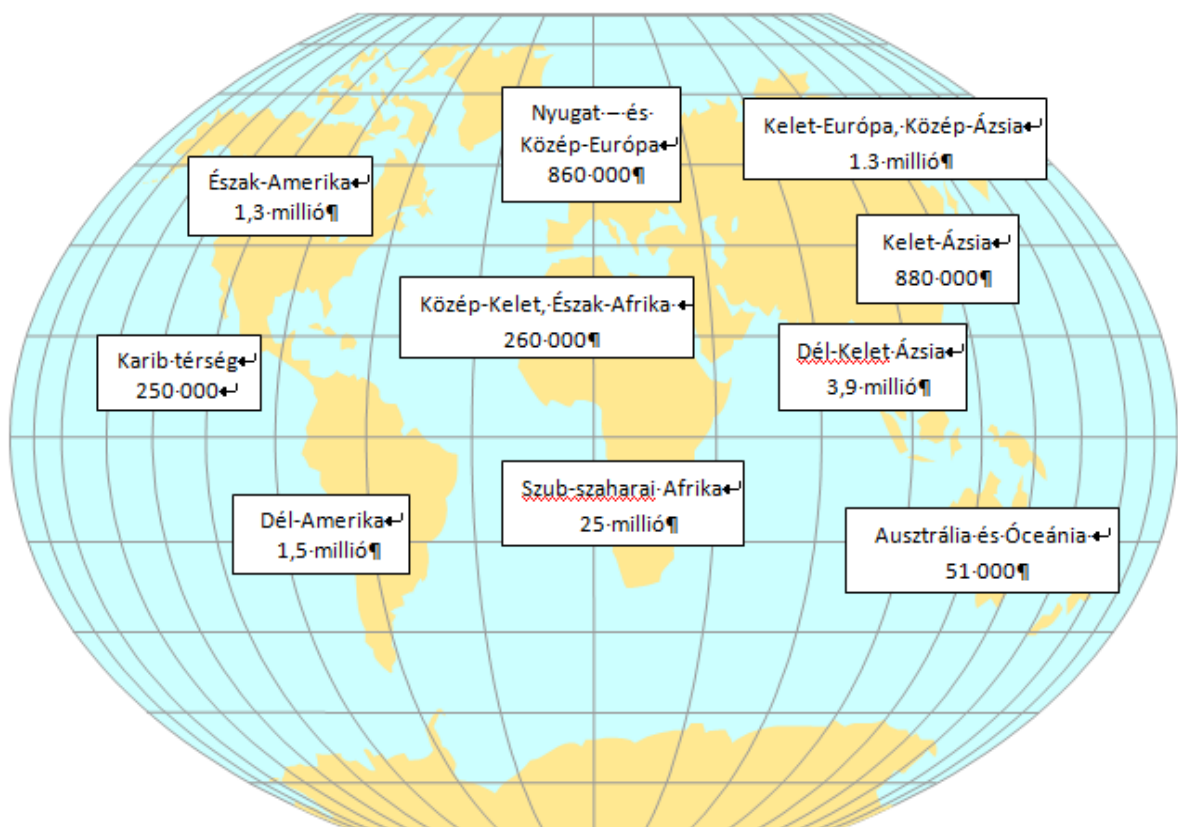 Nyugat – és
Közép-Európa
860 000
Kelet-Európa, Közép-Ázsia
1.3 millió
Észak-Amerika
1,3 millió
Kelet-Ázsia
880 000
Közép-Kelet, Észak-Afrika
260 000
Karib térség
250 000
Dél-Kelet Ázsia
3,9 millió
Szub-szaharai Afrika
25 millió
Dél-Amerika
1,5 millió
Ausztrália és Óceánia
51 000